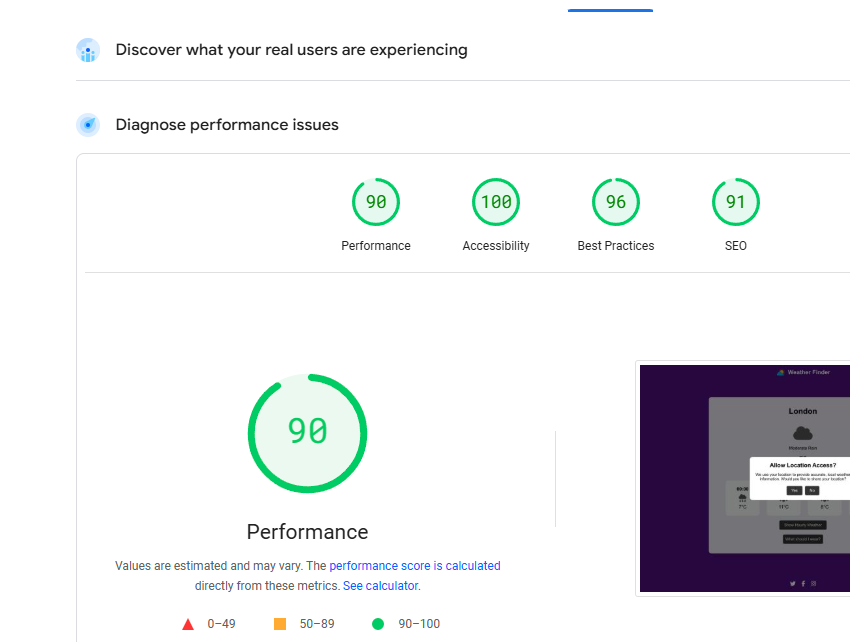 Discover what your real users are experiencing
Diagnose performance issues
90
100
96
91
Performance
Accessibility
Best Practices
SEO
90
Performance
Values are estimated and may vary. The performance score is calculated
directly from these metrics. See calculator.
0–49
50–89
90–100
Weather Finder
London
Moderate Rain
Allow Location Access?
We use your location to provide accurate, local weather
information. Would you like to share your location?
Yes
No
00:00
7°C
11°C
8°C
Show Hourly Weather
What should I wear?